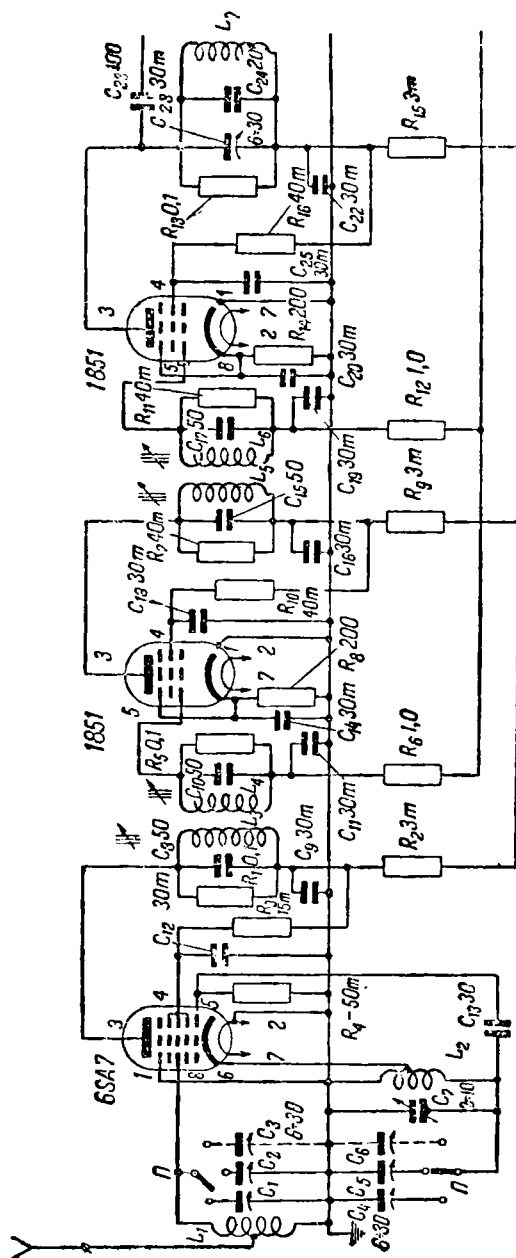 6SA7
1851
1851
3
4
1
8
5
6
7
2
3
4
5
7
2
3
4
5
1
8
2
7
L₁
П
C₁
C₂
C₃
6-30
C₄
6-30
C₅
C₆
П
C₇
L₂
C₁₃ 30
R₄-50m
C₁₂
30m
R₃
15m
C₈ 50
R₁ 0,1
L₃
C₉ 30m
R₂ 3m
R₅ 0,1
C₁₀ 50
L₄
C₁₁ 30m
R₆ 1,0
C₁₄ 30m
R₈ 200
C₁₃ 30m
R₁₀
40m
R₇ 40m
C₁₅ 50
L₅
C₁₆ 30m
R₉ 3m
R₁₁ 40m
C₁₇ 50
L₆
C₁₉ 30m
R₁₂ 1,0
C₂₀ 30m
R₁₄ 200
C₂₅
30m
R₁₆ 40m
C₂₂ 30m
R₁₃ 0,1
6-30
C₂₄ 20
L₇
30m
R₁₅ 3m